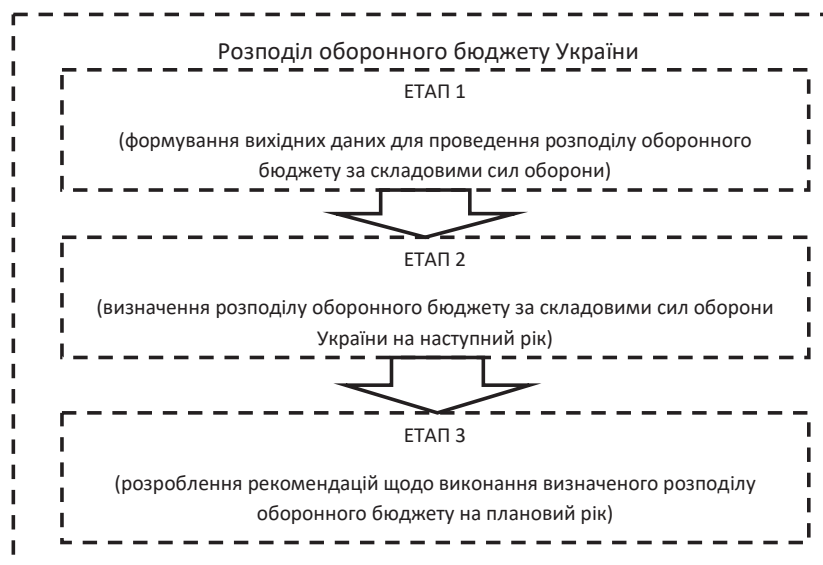 Розподіл оборонного бюджету України
ЕТАП 1
(формування вихідних даних для проведення розподілу оборонного
бюджету за складовими сил оборони)
ЕТАП 2
(визначення розподілу оборонного бюджету за складовими сил оборони
України на наступний рік)
ЕТАП 3
(розроблення рекомендацій щодо виконання визначеного розподілу
оборонного бюджету на плановий рік)